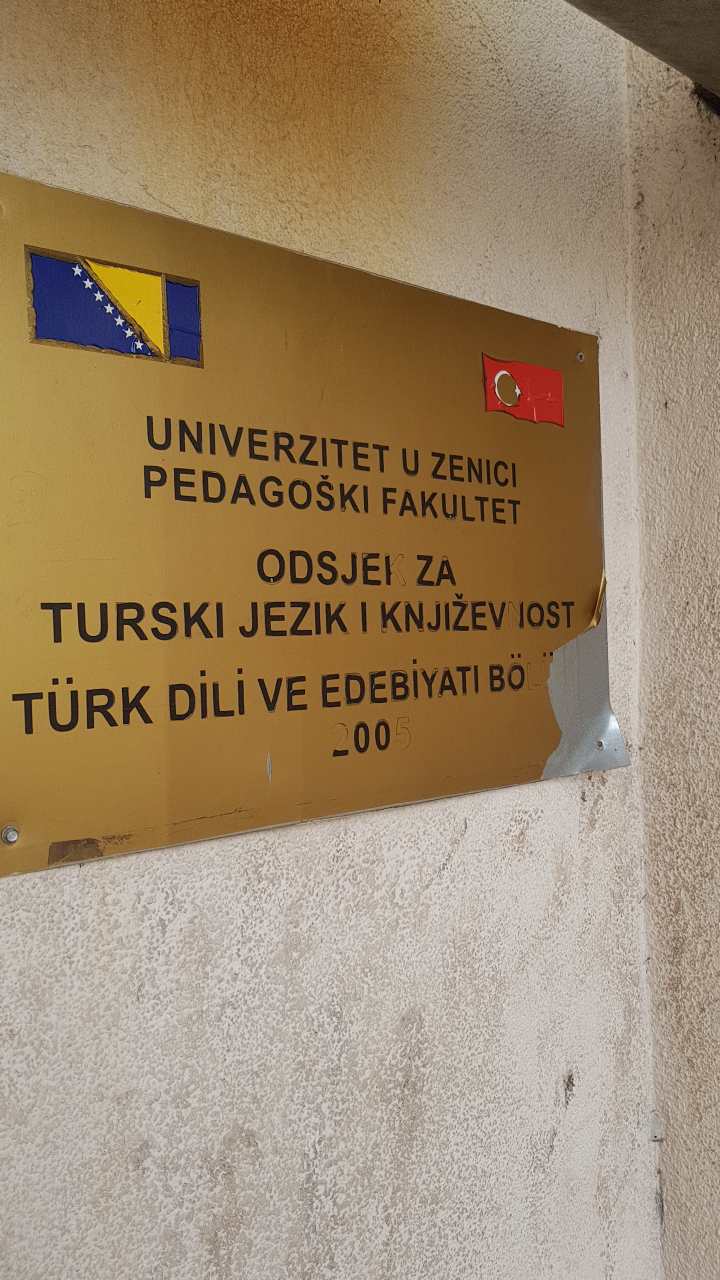 UNIVERZITET U ZENICI
PEDAGOŠKI FAKULTET
ODSJEK ZA
TURSKI JEZIK I KNJIŽEVNOST
TÜRK DİLİ VE EDEBİYATI
2005